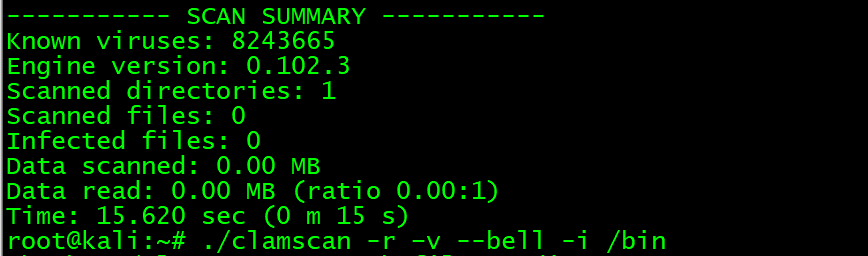 ----------- SCAN SUMMARY -----------
Known viruses: 8243665
Engine version: 0.102.3
Scanned directories: 1
Scanned files: 0
Infected files: 0
Data scanned: 0.00 MB
Data read: 0.00 MB (ratio 0.00:1)
Time: 15.620 sec (0 m 15 s)
root@kali:~# ./clamscan -r -v --bell -i /bin